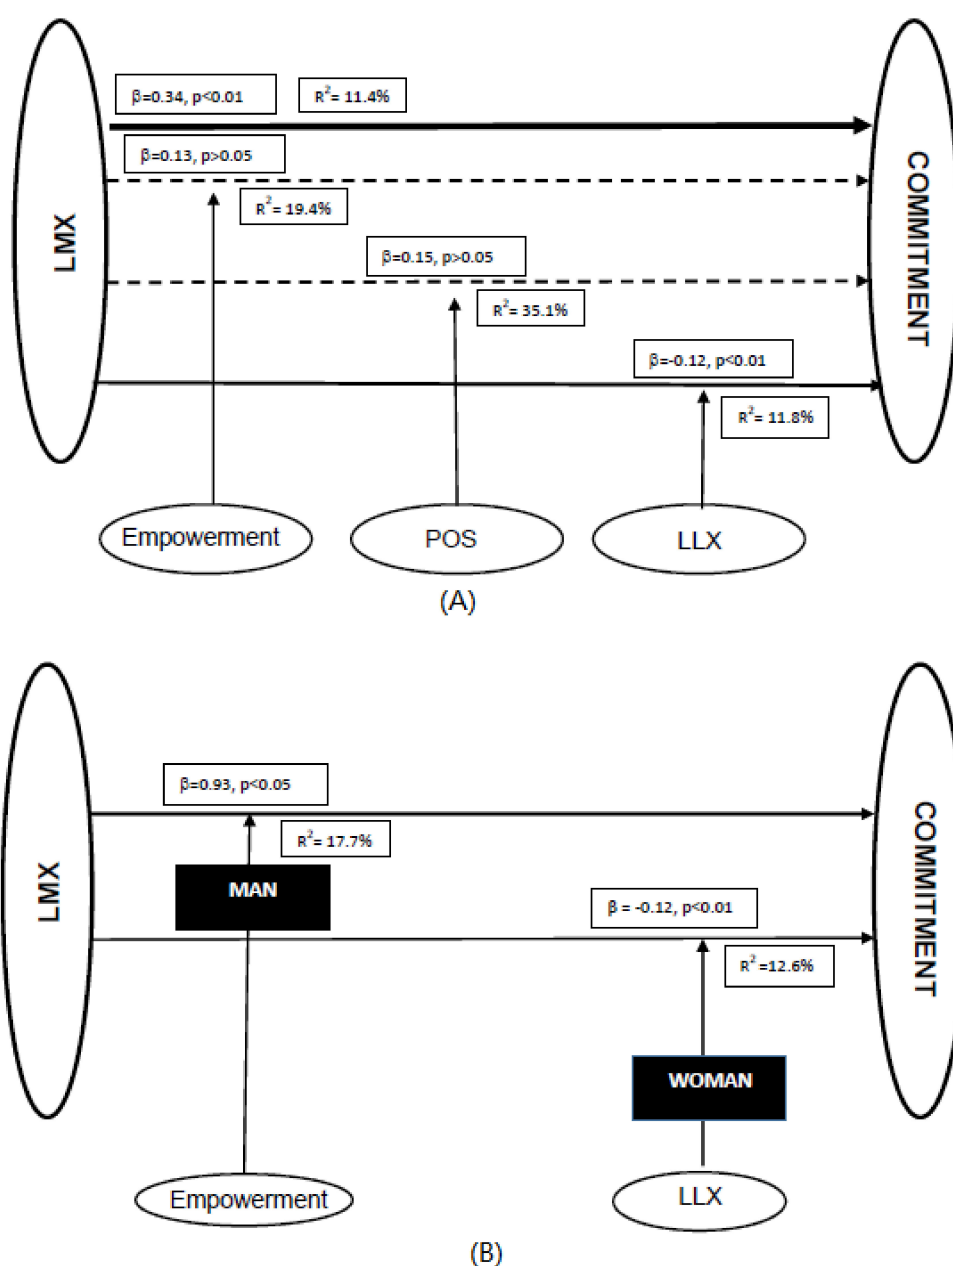 β=0.34, p<0.01
R²= 11.4%
β=0.13, p>0.05
R²= 19.4%
LMX
COMMITMENT
β=0.15, p>0.05
R²= 35.1%
β=-0.12, p<0.01
R²= 11.8%
Empowerment
POS
LLX
(A)
β=0.93, p<0.05
R²= 17.7%
MAN
LMX
COMMITMENT
β = -0.12, p<0.01
R² =12.6%
WOMAN
Empowerment
LLX
(B)